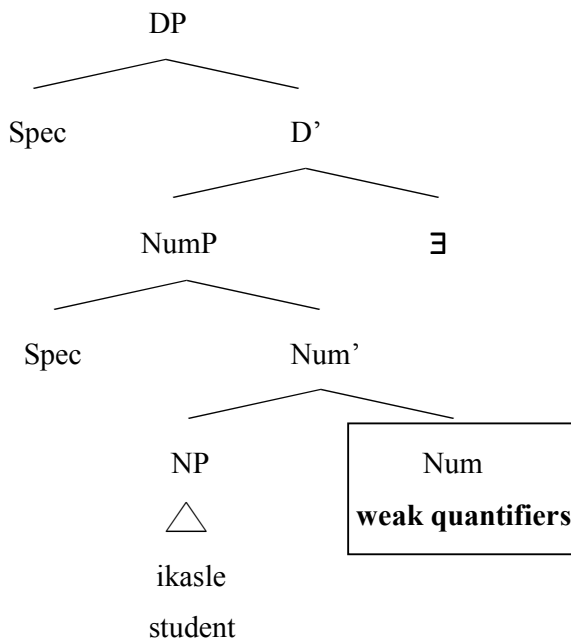 DP
Spec D’
NumP ∃
Spec Num’
NP Num
weak quantifiers
ikasle
student